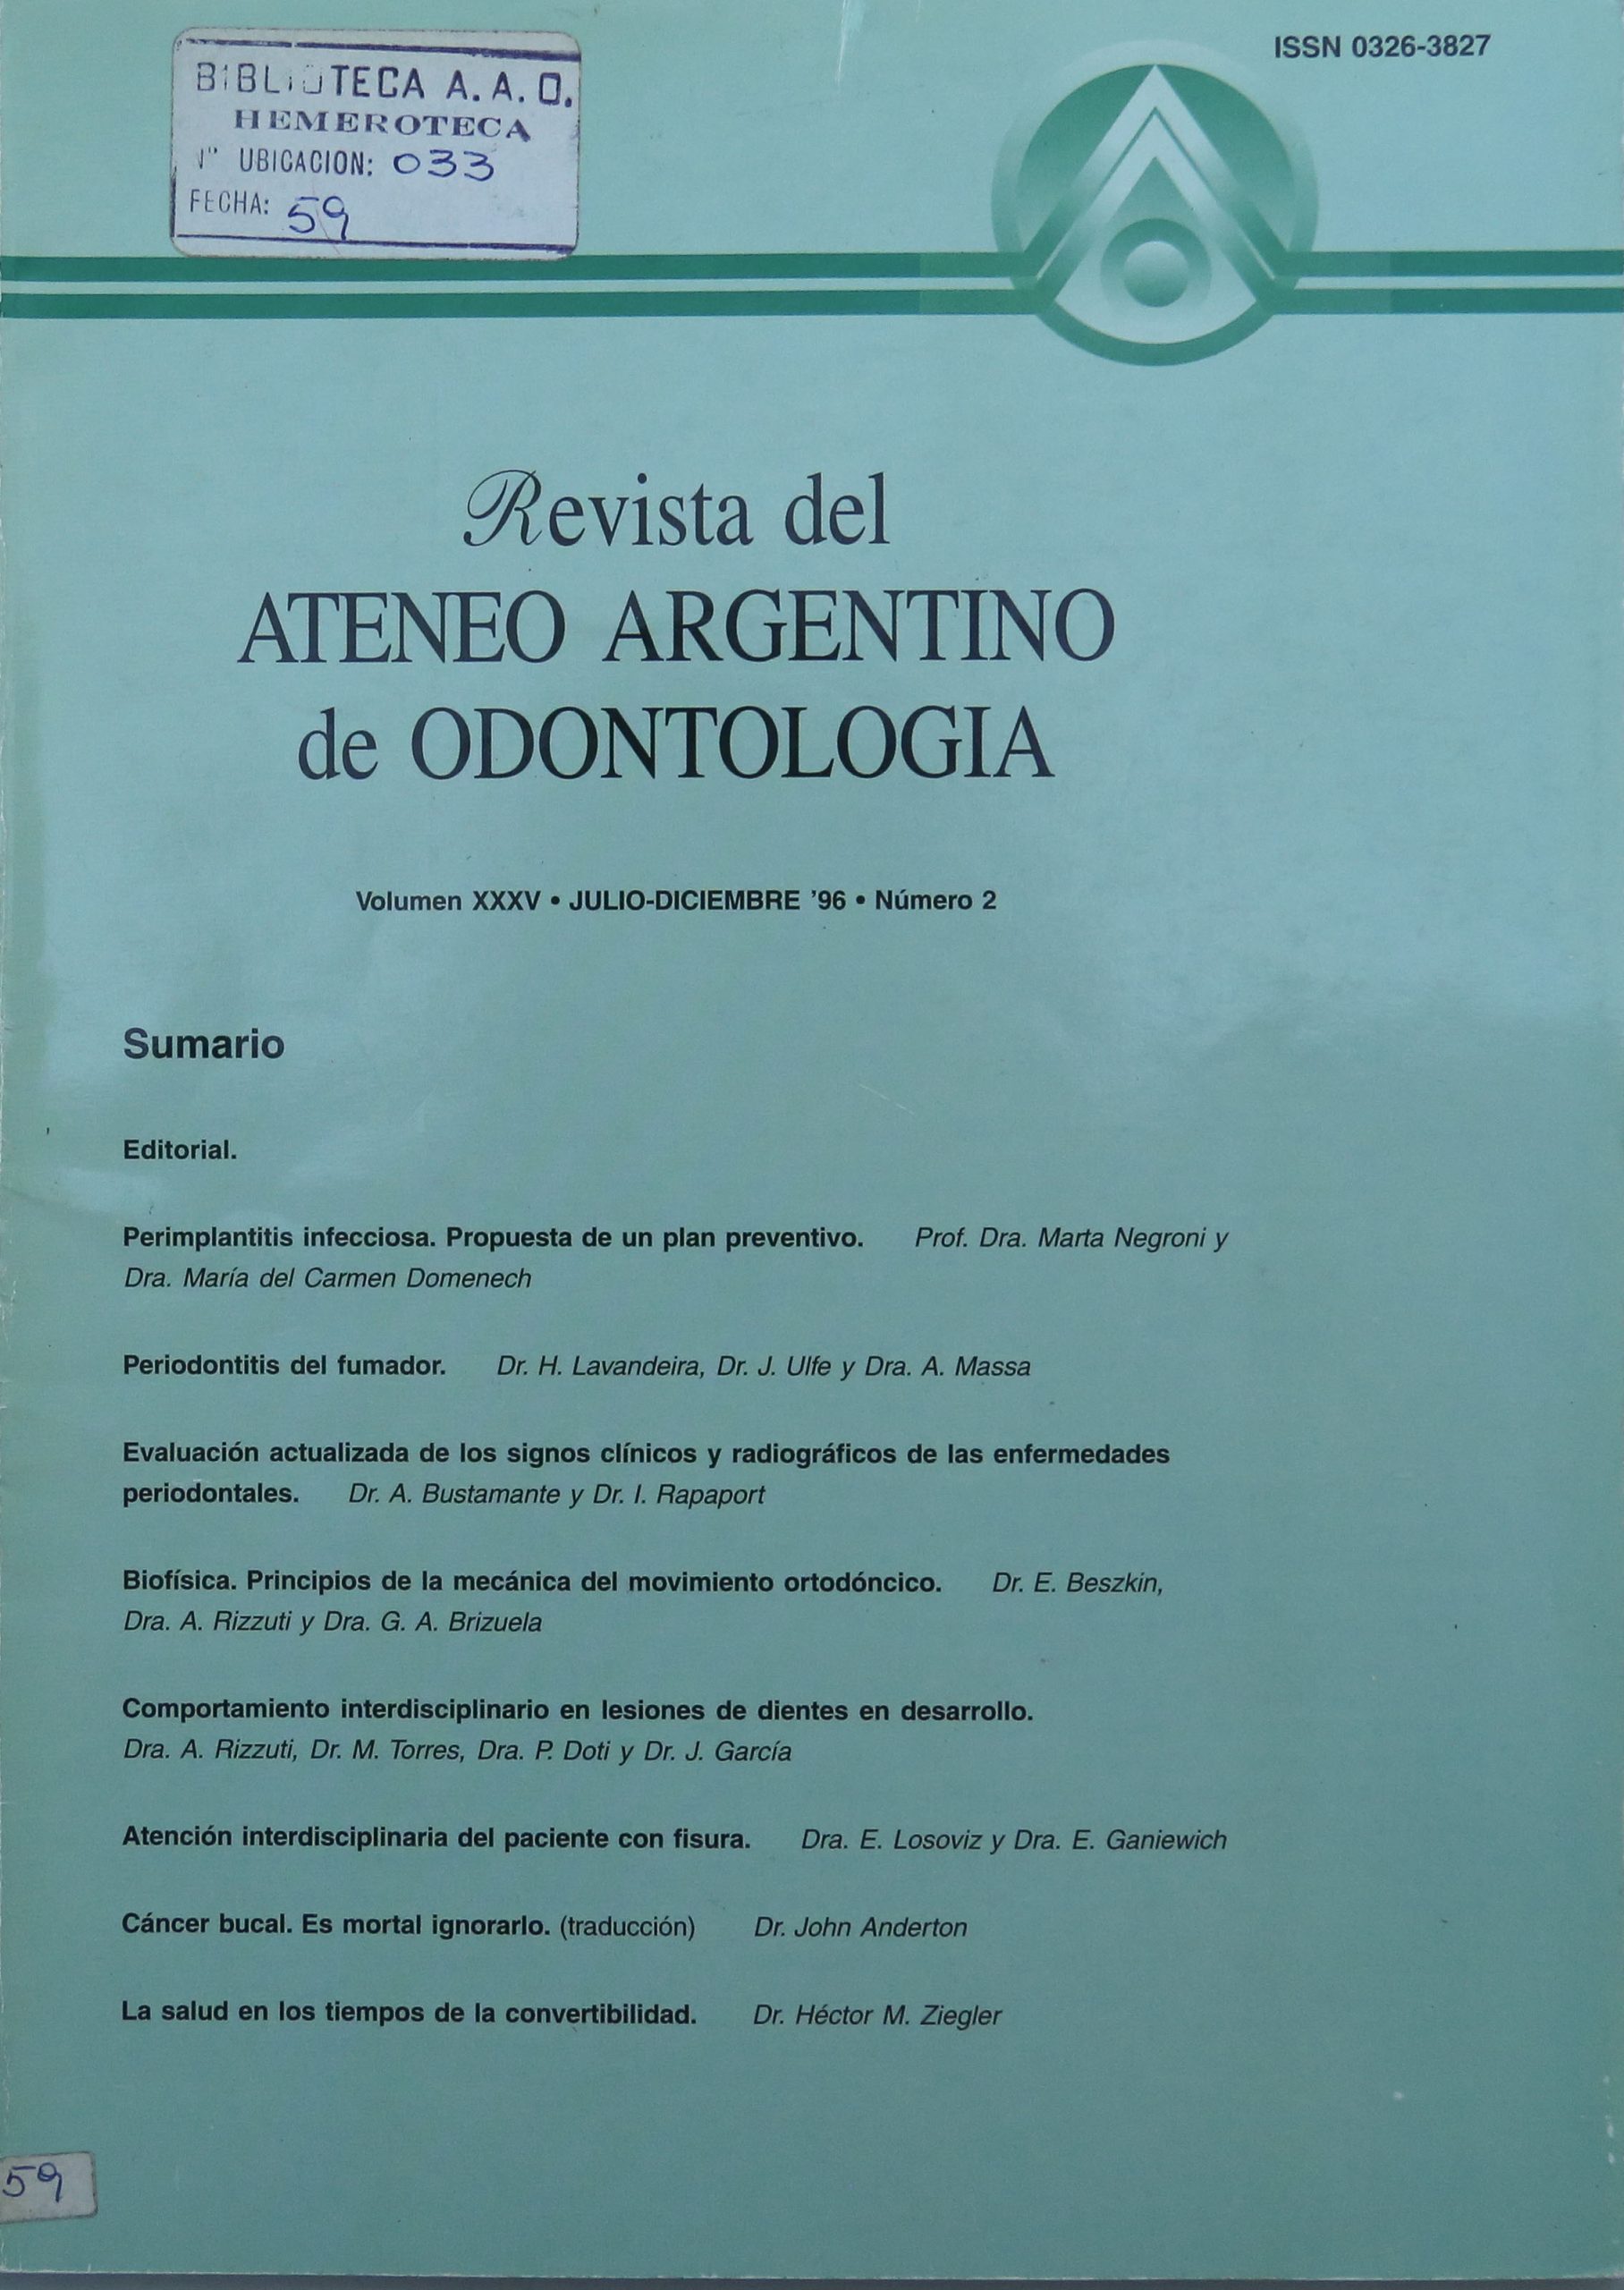 ISSN 0326-3827
BIBLIOTECA A. A. O.
HEMEROTECA
UBICACION: 033
FECHA: 59
Revista del
ATENEO ARGENTINO
de ODONTOLOGIA
Volumen XXXV • JULIO-DICIEMBRE '96 • Número 2
Sumario
Editorial.
Perimplantitis infecciosa. Propuesta de un plan preventivo. Prof. Dra. Marta Negroni y
Dra. María del Carmen Domenech
Periodontitis del fumador. Dr. H. Lavandeira, Dr. J. Ulfe y Dra. A. Massa
Evaluación actualizada de los signos clínicos y radiográficos de las enfermedades
periodontales. Dr. A. Bustamante y Dr. I. Rapaport
Biofísica. Principios de la mecánica del movimiento ortodóncico. Dr. E. Beszkin,
Dra. A. Rizzuti y Dra. G. A. Brizuela
Comportamiento interdisciplinario en lesiones de dientes en desarrollo.
Dra. A. Rizzuti, Dr. M. Torres, Dra. P. Doti y Dr. J. García
Atención interdisciplinaria del paciente con fisura. Dra. E. Losoviz y Dra. E. Ganiewich
Cáncer bucal. Es mortal ignorarlo. (traducción) Dr. John Anderton
La salud en los tiempos de la convertibilidad. Dr. Héctor M. Ziegler
59